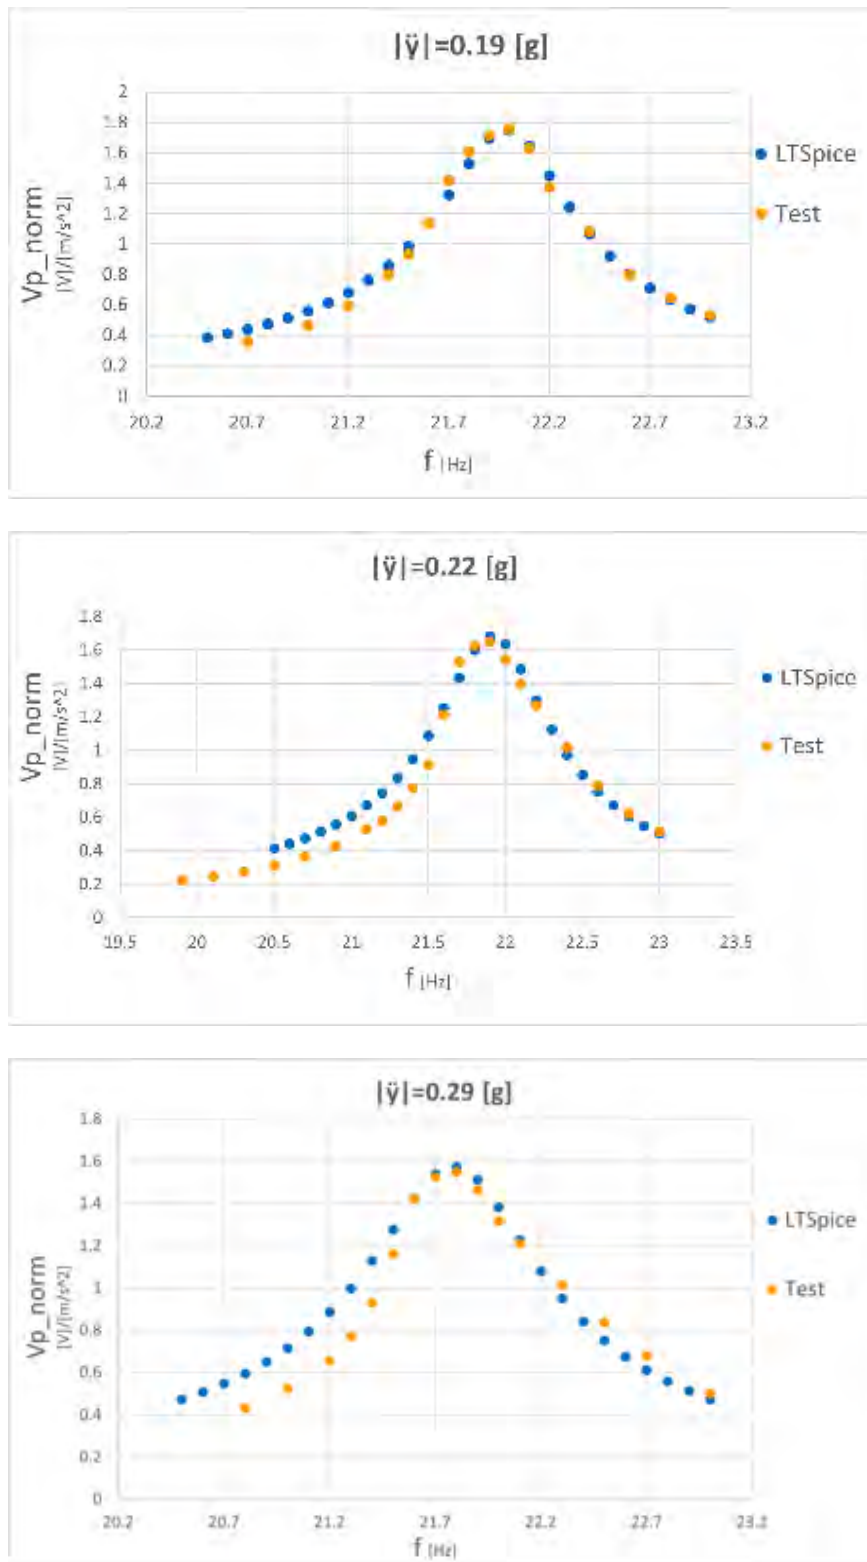 |ÿ|=0.19 [g]
2
1.8
1.6
1.4
1.2
1
0.8
0.6
0.4
0.2
0
Vp_norm
[V]/[m/s^2]
20.2 20.7 21.2 21.7 22.2 22.7 23.2
f [Hz]
LTSpice
Test
|ÿ|=0.22 [g]
1.8
1.6
1.4
1.2
1
0.8
0.6
0.4
0.2
0
Vp_norm
[V]/[m/s^2]
19.5 20 20.5 21 21.5 22 22.5 23 23.5
f [Hz]
LTSpice
Test
|ÿ|=0.29 [g]
1.8
1.6
1.4
1.2
1
0.8
0.6
0.4
0.2
0
Vp_norm
[V]/[m/s^2]
20.2 20.7 21.2 21.7 22.2 22.7 23.2
f [Hz]
LTSpice
Test